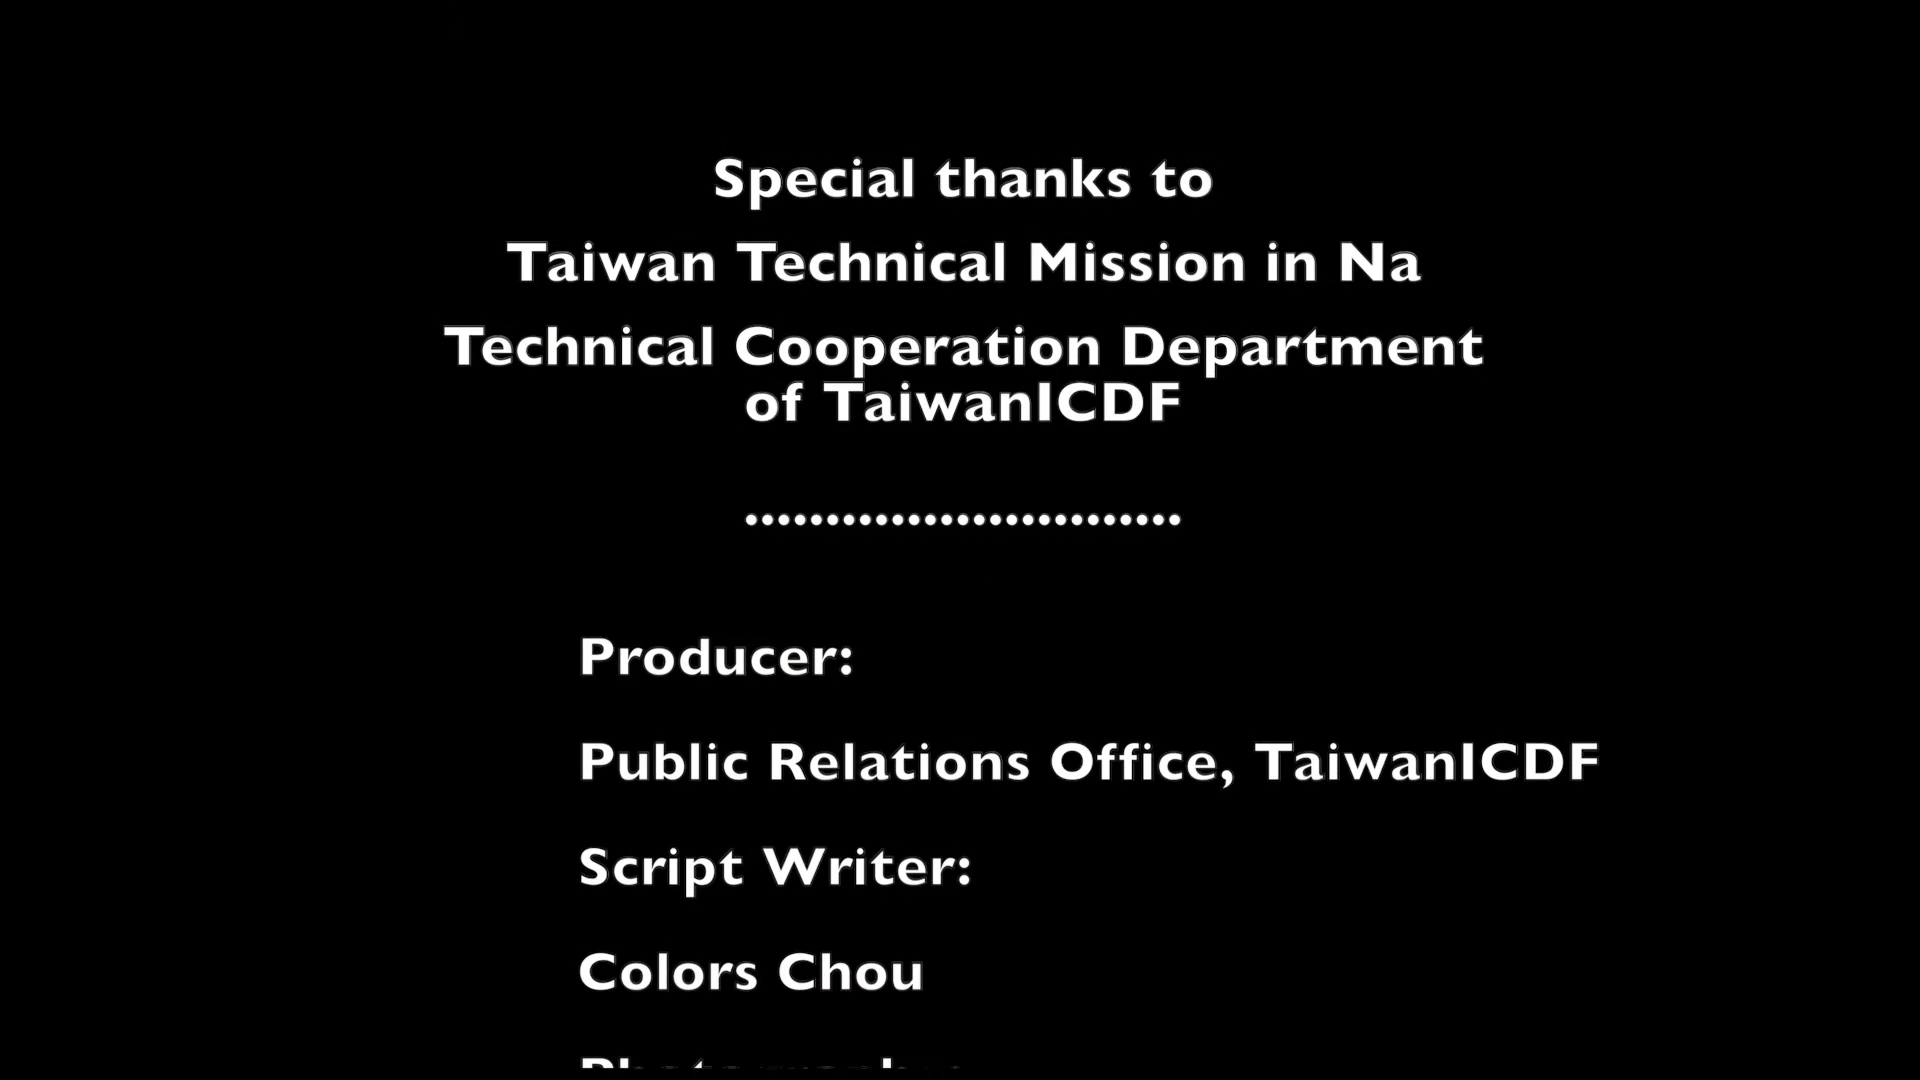 Special thanks to
Taiwan Technical Mission in Na
Technical Cooperation Department
of TaiwanICDF
...........................
Producer:
Public Relations Office, TaiwanICDF
Script Writer:
Colors Chou